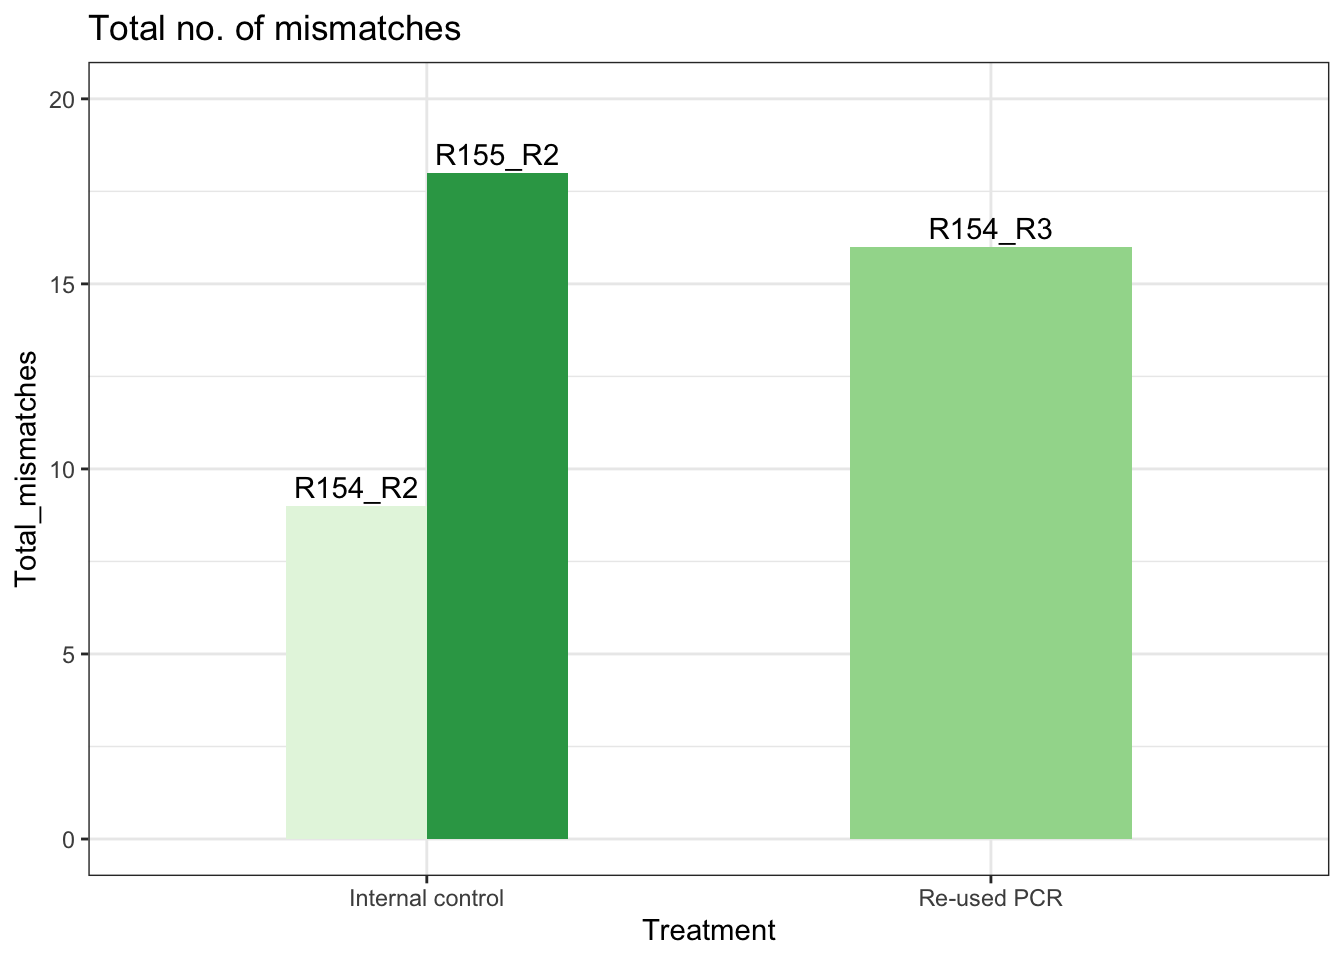 Total no. of mismatches
Total_mismatches
20
15
10
5
0
R154_R2
R155_R2
R154_R3
Internal control
Re-used PCR
Treatment